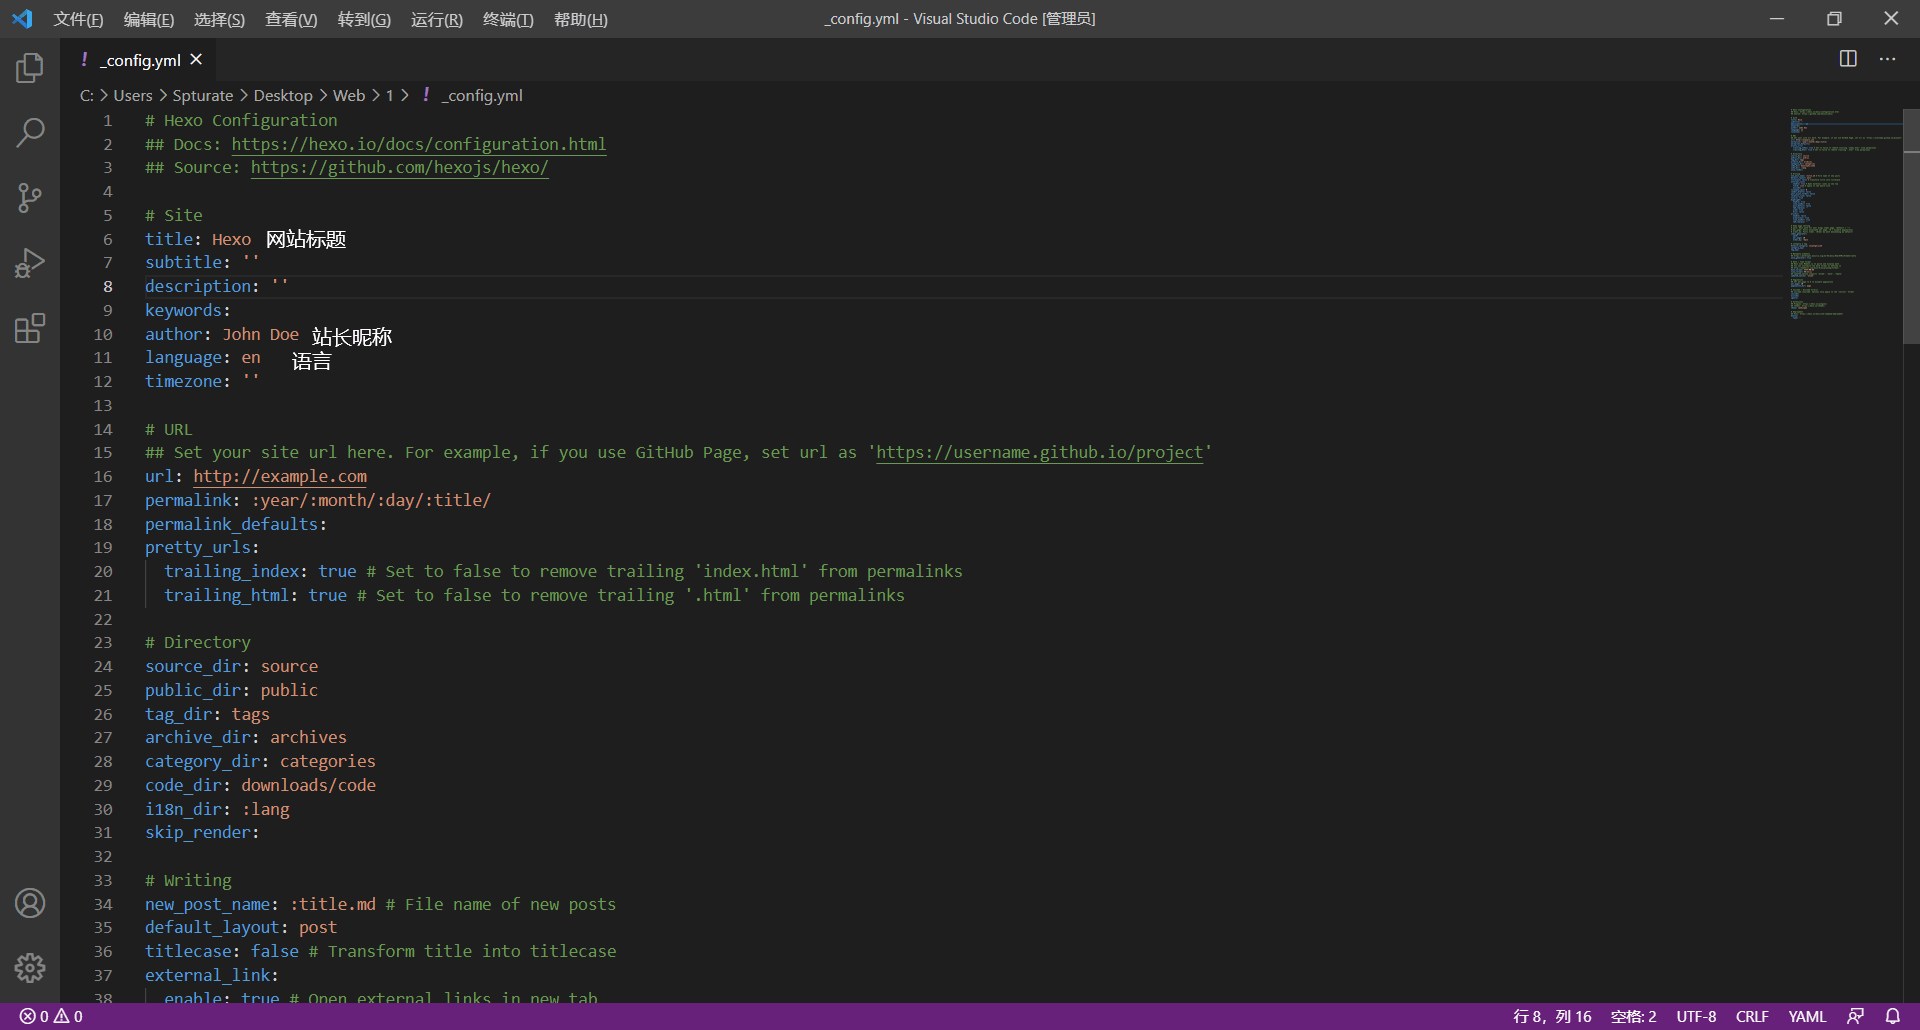 文件(F) 编辑(E) 选择(S) 查看(V) 转到(G) 运行(R) 终端(T) 帮助(H) _config.yml - Visual Studio Code [管理员]
! _config.yml
C: > Users > Spturate > Desktop > Web > 1 > ! _config.yml
1 # Hexo Configuration
2 ## Docs: https://hexo.io/docs/configuration.html
3 ## Source: https://github.com/hexojs/hexo/
4
5 # Site
6 title: Hexo 网站标题
7 subtitle: ''
8 description: ''
9 keywords:
10 author: John Doe 站长昵称
11 language: en 语言
12 timezone: ''
13
14 # URL
15 ## Set your site url here. For example, if you use GitHub Page, set url as 'https://username.github.io/project'
16 url: http://example.com
17 permalink: :year/:month/:day/:title/
18 permalink_defaults:
19 pretty_urls:
20 trailing_index: true # Set to false to remove trailing 'index.html' from permalinks
21 trailing_html: true # Set to false to remove trailing '.html' from permalinks
22
23 # Directory
24 source_dir: source
25 public_dir: public
26 tag_dir: tags
27 archive_dir: archives
28 category_dir: categories
29 code_dir: downloads/code
30 i18n_dir: :lang
31 skip_render:
32
33 # Writing
34 new_post_name: :title.md # File name of new posts
35 default_layout: post
36 titlecase: false # Transform title into titlecase
37 external_link:
38 enable: true # Open external links in new tab
0 0 行 8，列 16 空格: 2 UTF-8 CRLF YAML